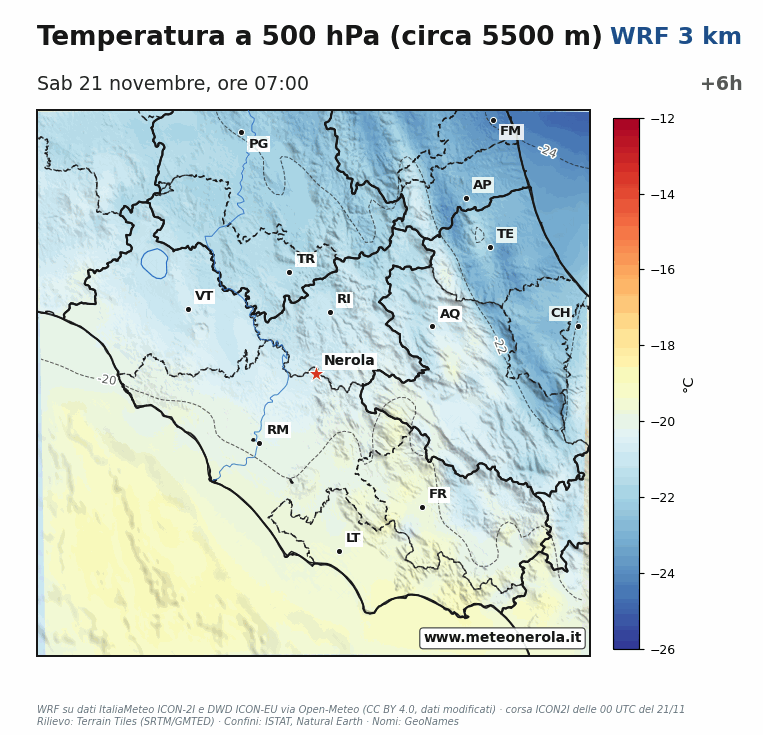 Temperatura a 500 hPa (circa 5500 m) WRF 3 km
Sab 21 novembre, ore 07:00 +6h
FM
PG
-24
AP
TE
TR
VT
RI
AQ
CH
-22
Nerola
-20
RM
FR
LT
www.meteonerola.it
−12
−14
−16
−18
−20
−22
−24
−26
°C
WRF su dati ItaliaMeteo ICON-2I e DWD ICON-EU via Open-Meteo (CC BY 4.0, dati modificati) · corsa ICON2I delle 00 UTC del 21/11
Rilievo: Terrain Tiles (SRTM/GMTED) · Confini: ISTAT, Natural Earth · Nomi: GeoNames